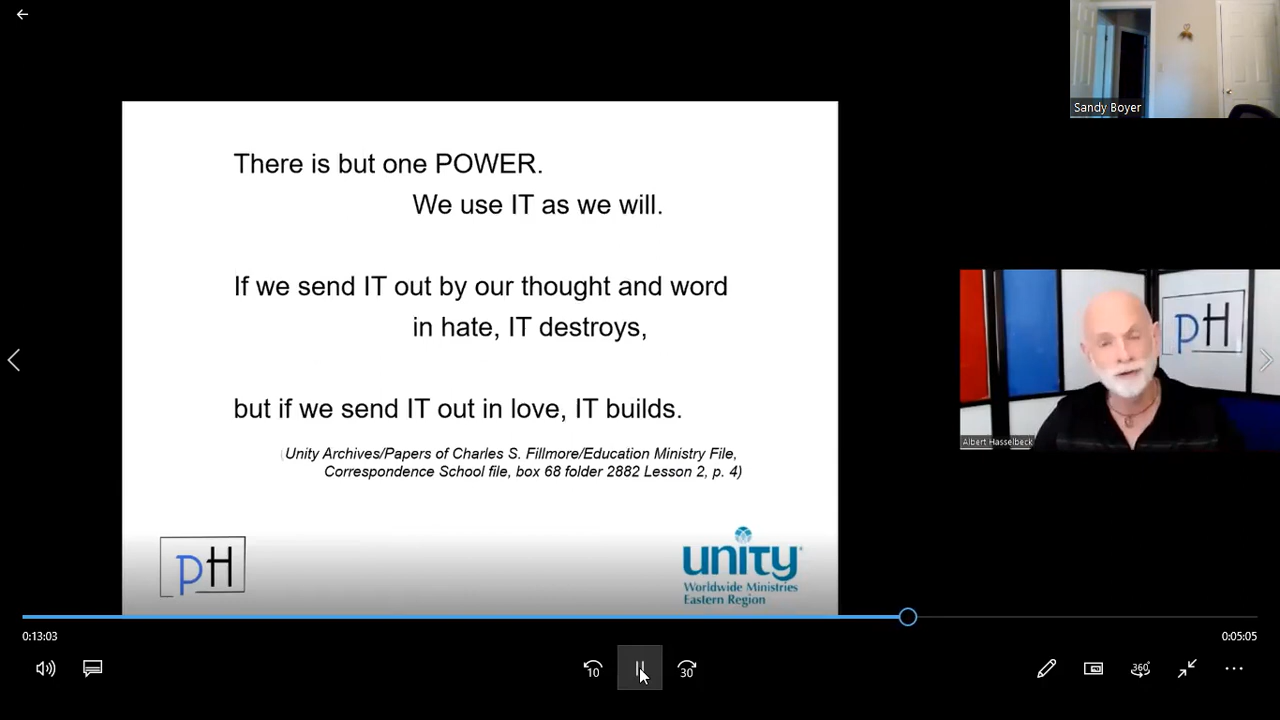 Sandy Boyer
There is but one POWER.
We use IT as we will.
If we send IT out by our thought and word
in hate, IT destroys,
but if we send IT out in love, IT builds.
(Unity Archives/Papers of Charles S. Fillmore/Education Ministry File,
Correspondence School file, box 68 folder 2882 Lesson 2, p. 4)
pH
unity
Worldwide Ministries
Eastern Region
pH
Albert Hasselbeck
0:13:03
0:05:05
10
30
360